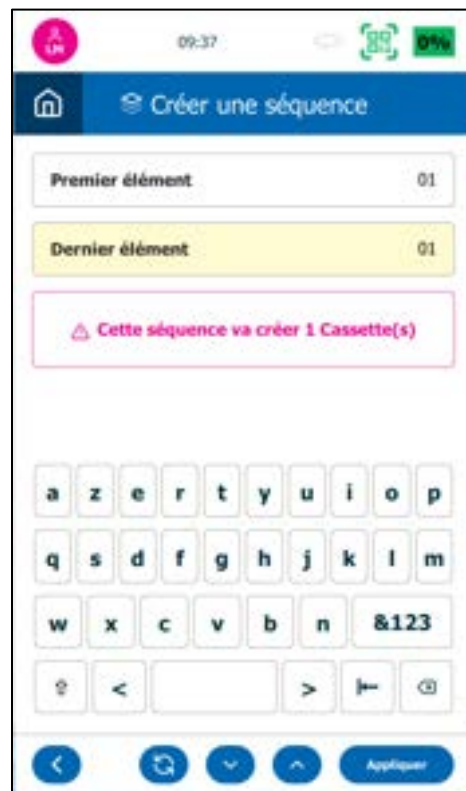 LM 09:37 0%
Créer une séquence
Premier élément 01
Dernier élément 01
Cette séquence va créer 1 Cassette(s)
a z e r t y u i o p
q s d f g h j k l m
w x c v b n &123
< >
Appliquer